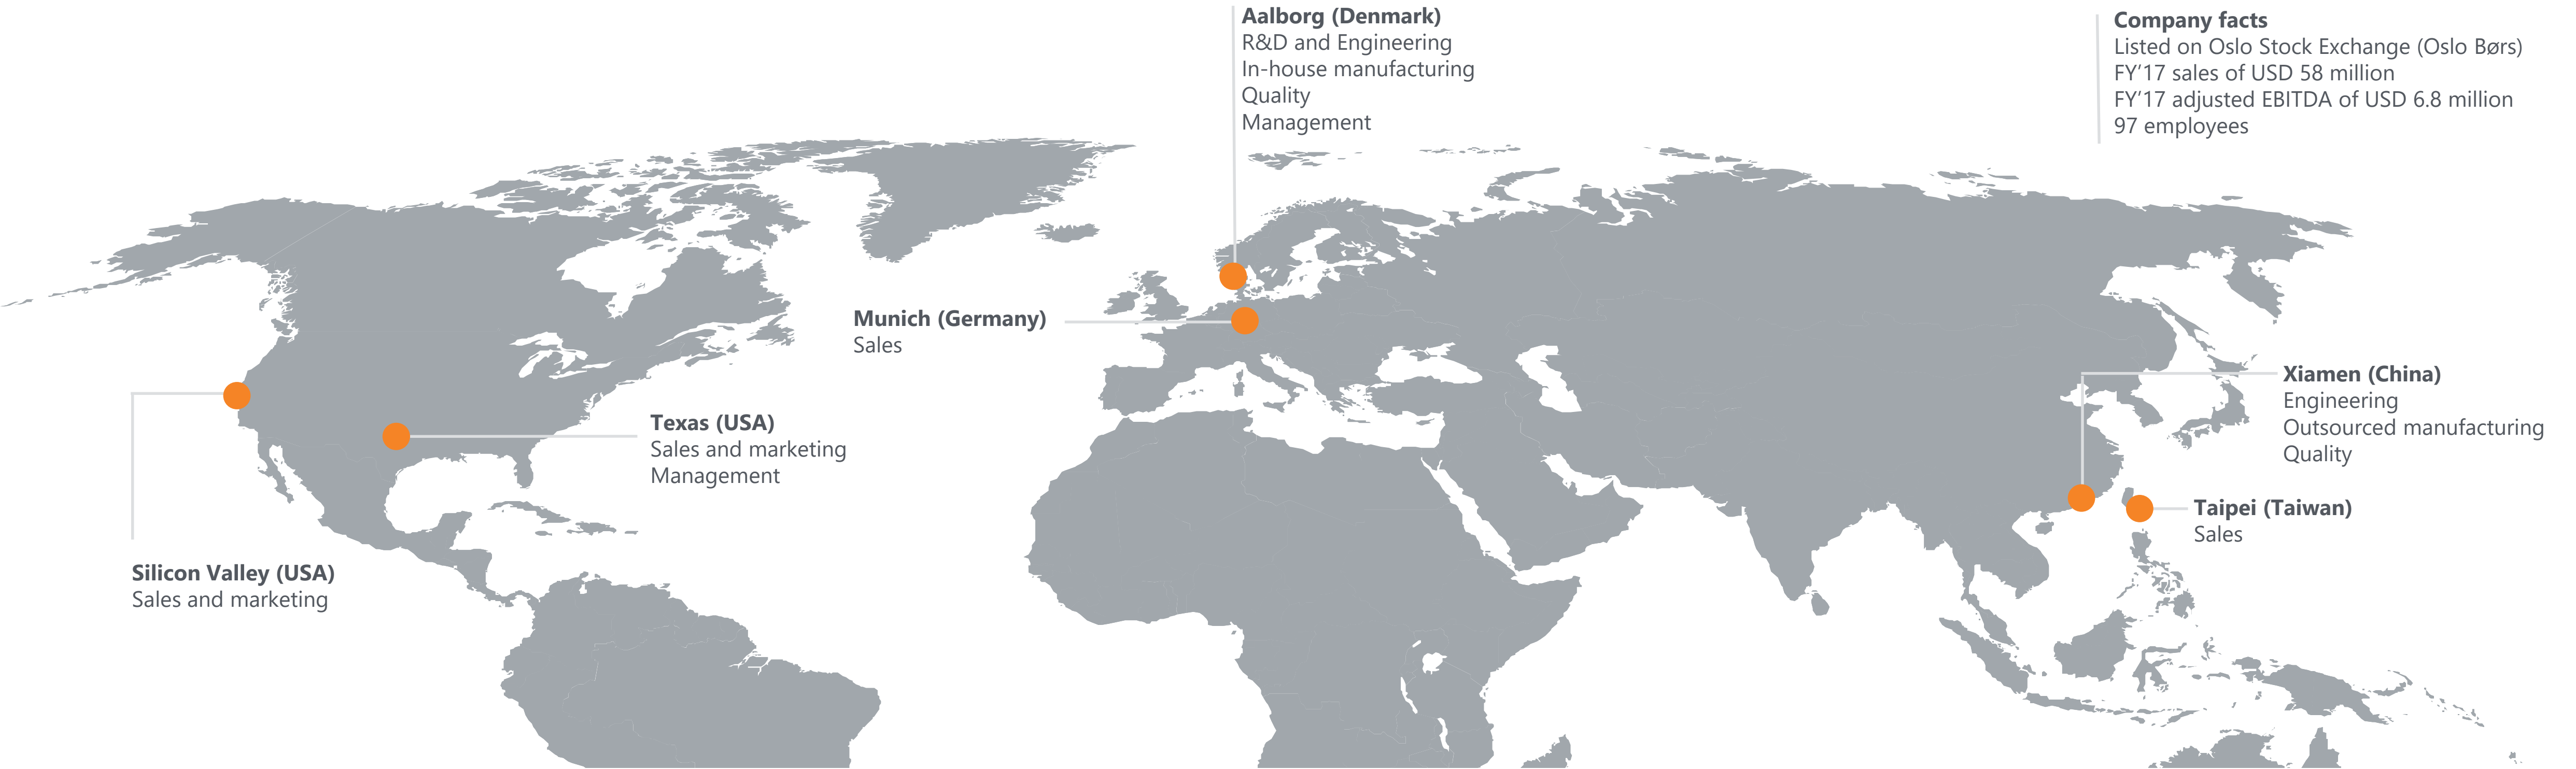 Aalborg (Denmark)
R&D and Engineering
In-house manufacturing
Quality
Management
Company facts
Listed on Oslo Stock Exchange (Oslo Børs)
FY'17 sales of USD 58 million
FY'17 adjusted EBITDA of USD 6.8 million
97 employees
Munich (Germany)
Sales
Xiamen (China)
Engineering
Outsourced manufacturing
Quality
Texas (USA)
Sales and marketing
Management
Taipei (Taiwan)
Sales
Silicon Valley (USA)
Sales and marketing